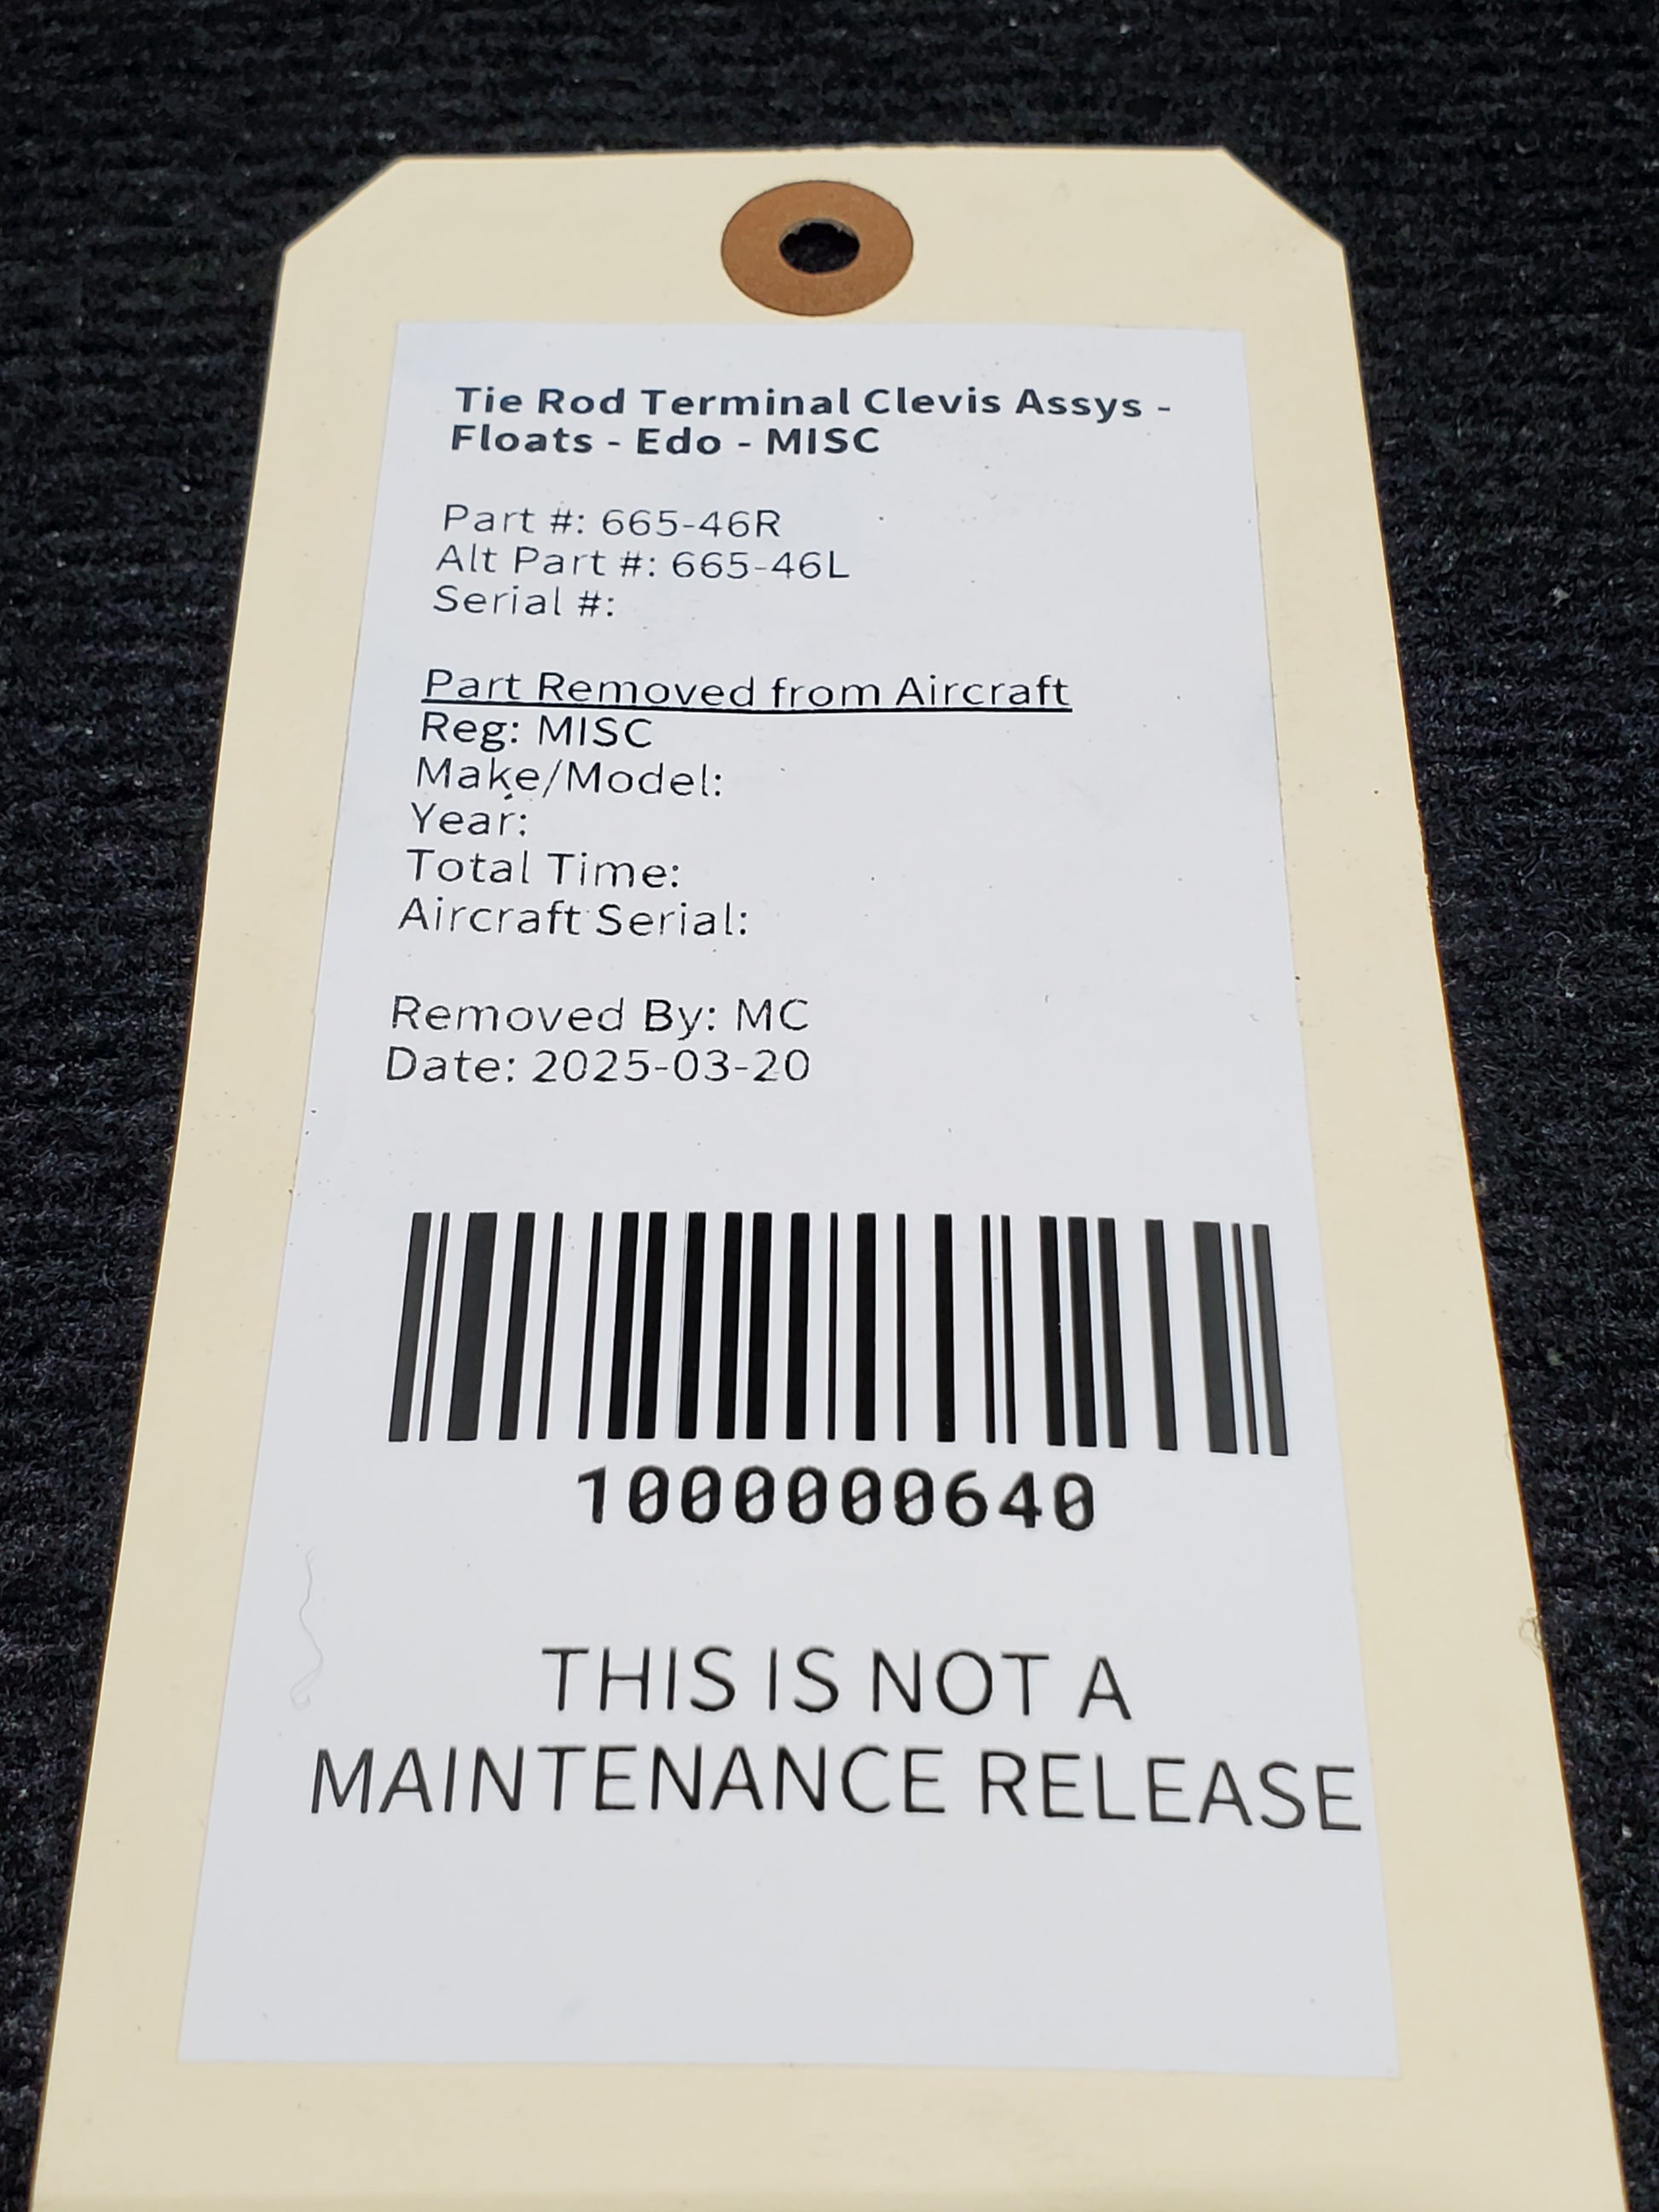 Tie Rod Terminal Clevis Assys -
Floats - Edo - MISC
Part #: 665-46R
Alt Part #: 665-46L
Serial #:
Part Removed from Aircraft
Reg: MISC
Make/Model:
Year:
Total Time:
Aircraft Serial:
Removed By: MC
Date: 2025-03-20
1000000640
THIS IS NOT A
MAINTENANCE RELEASE